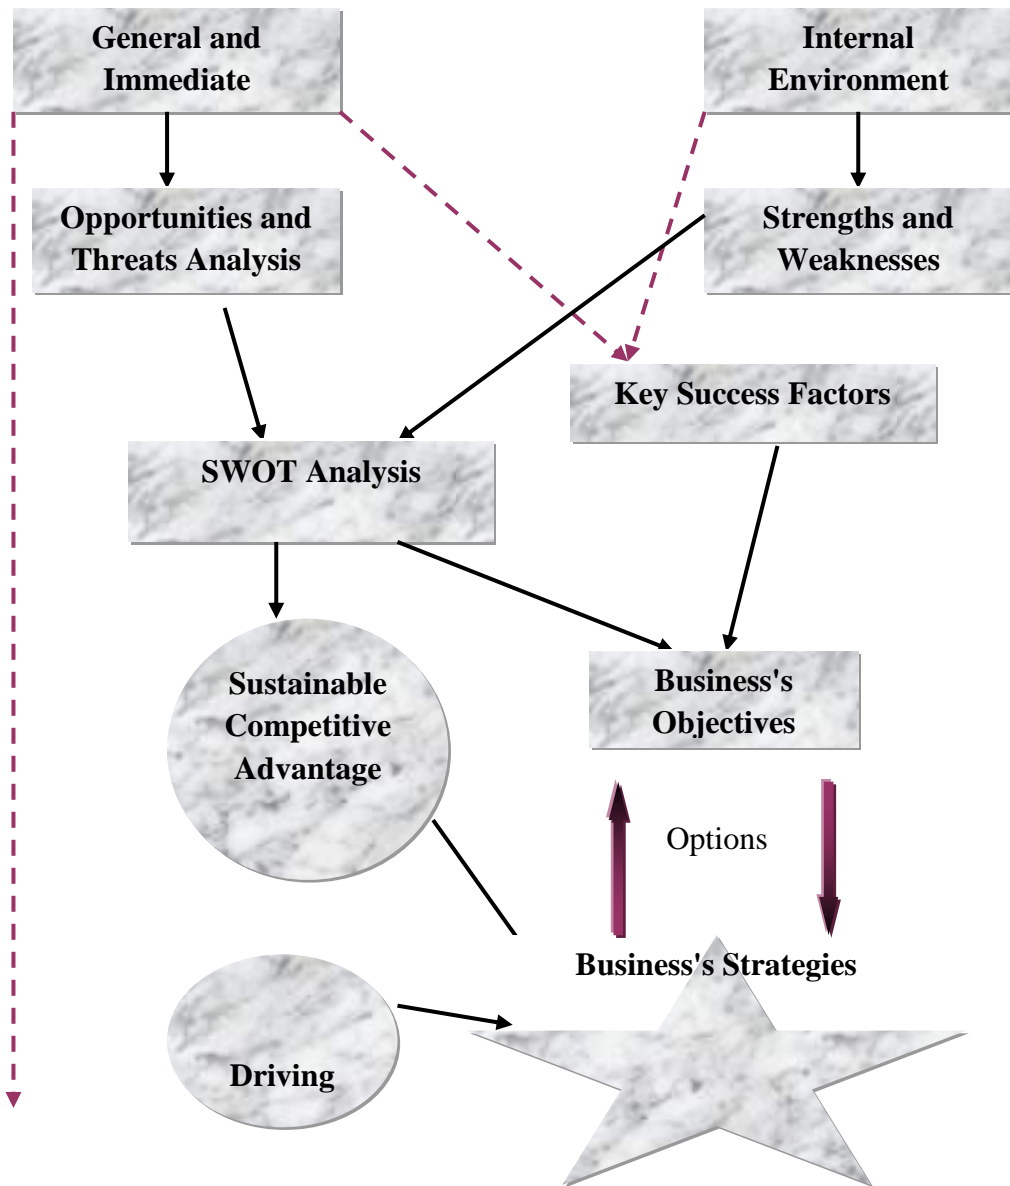 General and
Immediate
Internal
Environment
Opportunities and
Threats Analysis
Strengths and
Weaknesses
Key Success Factors
SWOT Analysis
Sustainable
Competitive
Advantage
Business's
Objectives
Options
Business's Strategies
Driving